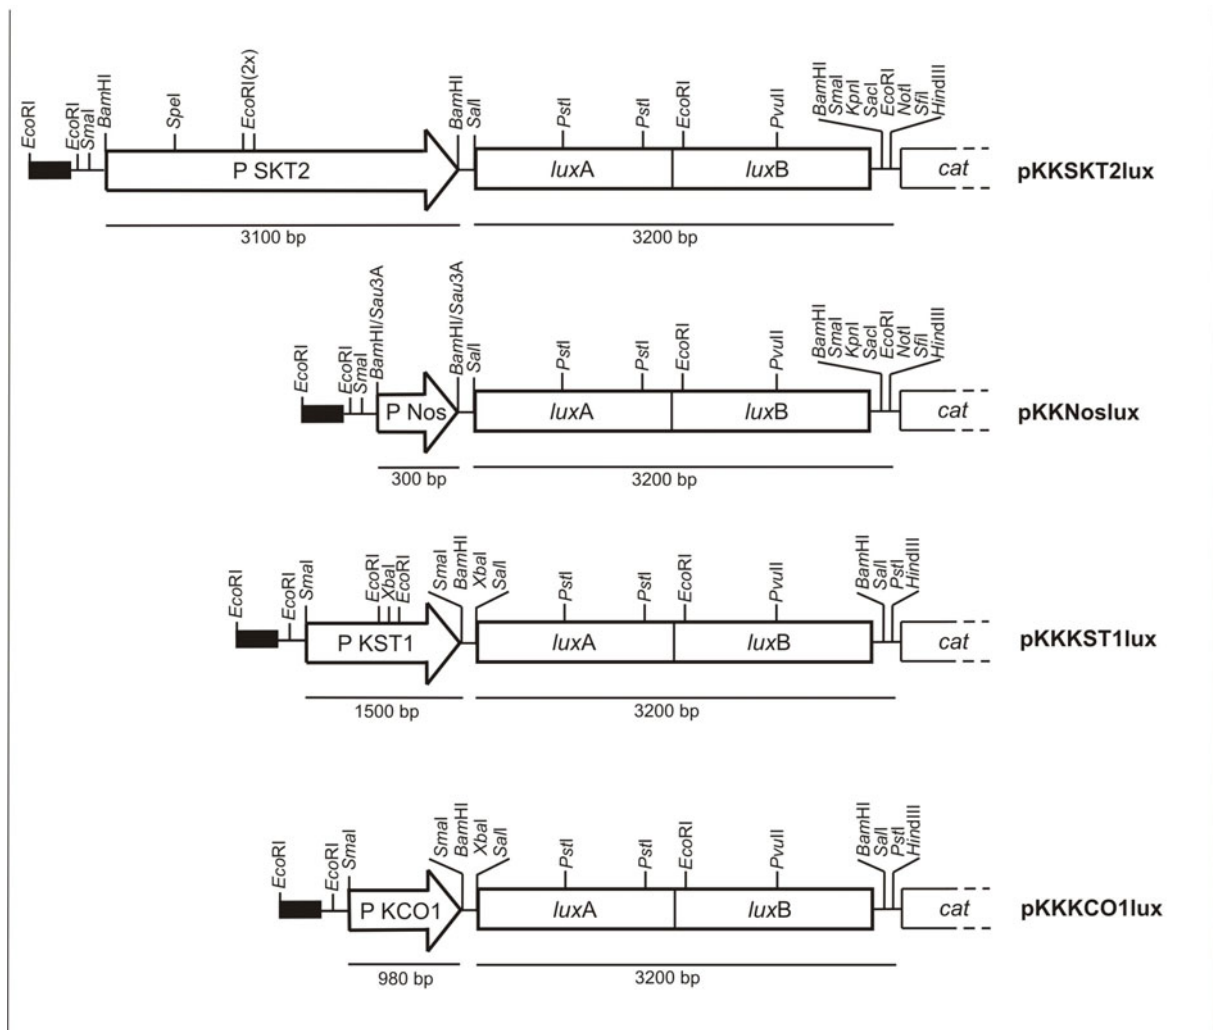 EcoRI
EcoRI
SmaI
BamHI
SpeI
EcoRI(2x)
BamHI
SalI
PstI
PstI
EcoRI
PvuII
BamHI
SmaI
KpnI
SacI
EcoRI
NotI
SfiI
HindIII
P SKT2 luxA luxB cat pKKSKT2lux
3100 bp 3200 bp
EcoRI
EcoRI
SmaI
BamHI/Sau3A
BamHI/Sau3A
SalI
PstI
PstI
EcoRI
PvuII
BamHI
SmaI
KpnI
SacI
EcoRI
NotI
SfiI
HindIII
P Nos luxA luxB cat pKKNoslux
300 bp 3200 bp
EcoRI
EcoRI
SmaI
EcoRI
XbaI
EcoRI
SmaI
BamHI
XbaI
SalI
PstI
PstI
EcoRI
PvuII
BamHI
SalI
PstI
HindIII
P KST1 luxA luxB cat pKKKST1lux
1500 bp 3200 bp
EcoRI
EcoRI
SmaI
SmaI
BamHI
XbaI
SalI
PstI
PstI
EcoRI
PvuII
BamHI
SalI
PstI
HindIII
P KCO1 luxA luxB cat pKKKCO1lux
980 bp 3200 bp